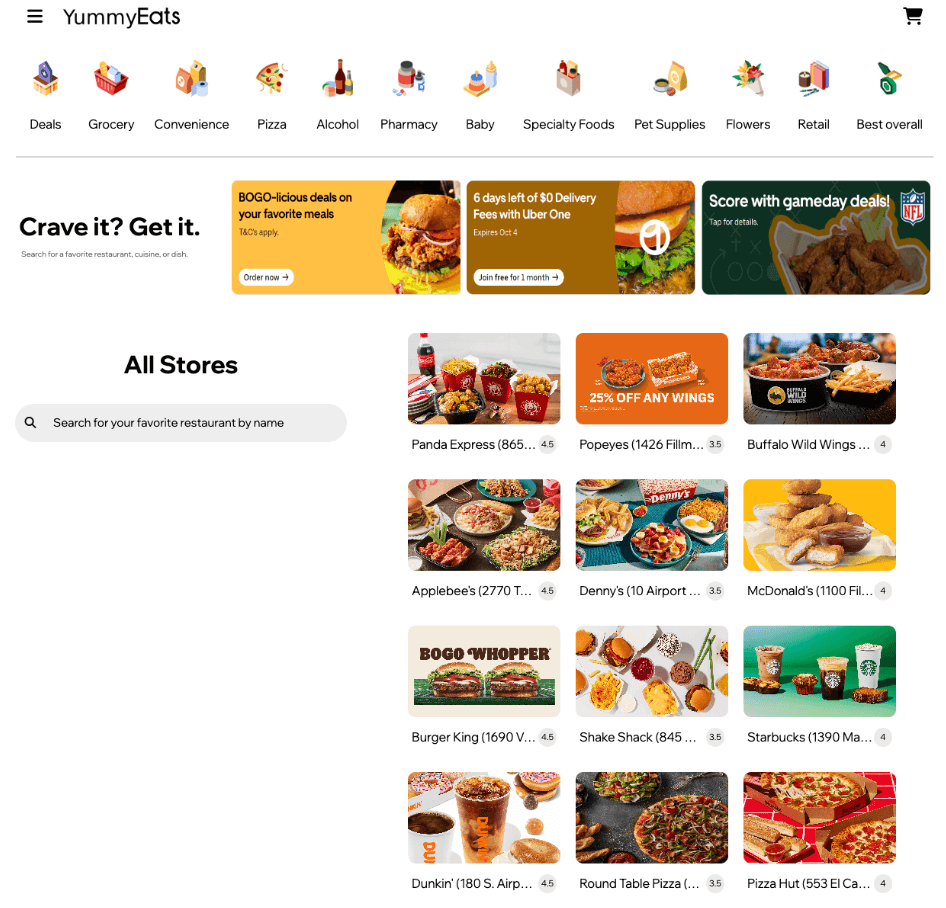 YummyEats
Deals
Grocery
Convenience
Pizza
Alcohol
Pharmacy
Baby
Specialty Foods
Pet Supplies
Flowers
Retail
Best overall
Crave it? Get it.
Search for a favorite restaurant, cuisine, or dish.
BOGO-licious deals on
your favorite meals
T&C's apply.
Order now →
6 days left of $0 Delivery
Fees with Uber One
Expires Oct 4
Join free for 1 month →
Score with gameday deals!
Tap for details.
NFL
All Stores
Search for your favorite restaurant by name
Panda Express (865... 4.5
25% OFF ANY WINGS
Popeyes (1426 Fillm... 3.5
BUFFALO
WILD
WINGS
Buffalo Wild Wings ... 4
Applebee's (2770 T... 4.5
Denny's
Denny's (10 Airport ... 3.5
McDonald's (1100 Fil... 4
BOGO WHOPPER
Burger King (1690 V... 4.5
Shake Shack (845 ... 3.5
Starbucks (1390 Ma... 4
DUNKIN'
Dunkin' (180 S. Airp... 4.5
Round Table Pizza (... 3.5
Pizza Hut (553 El Ca... 4